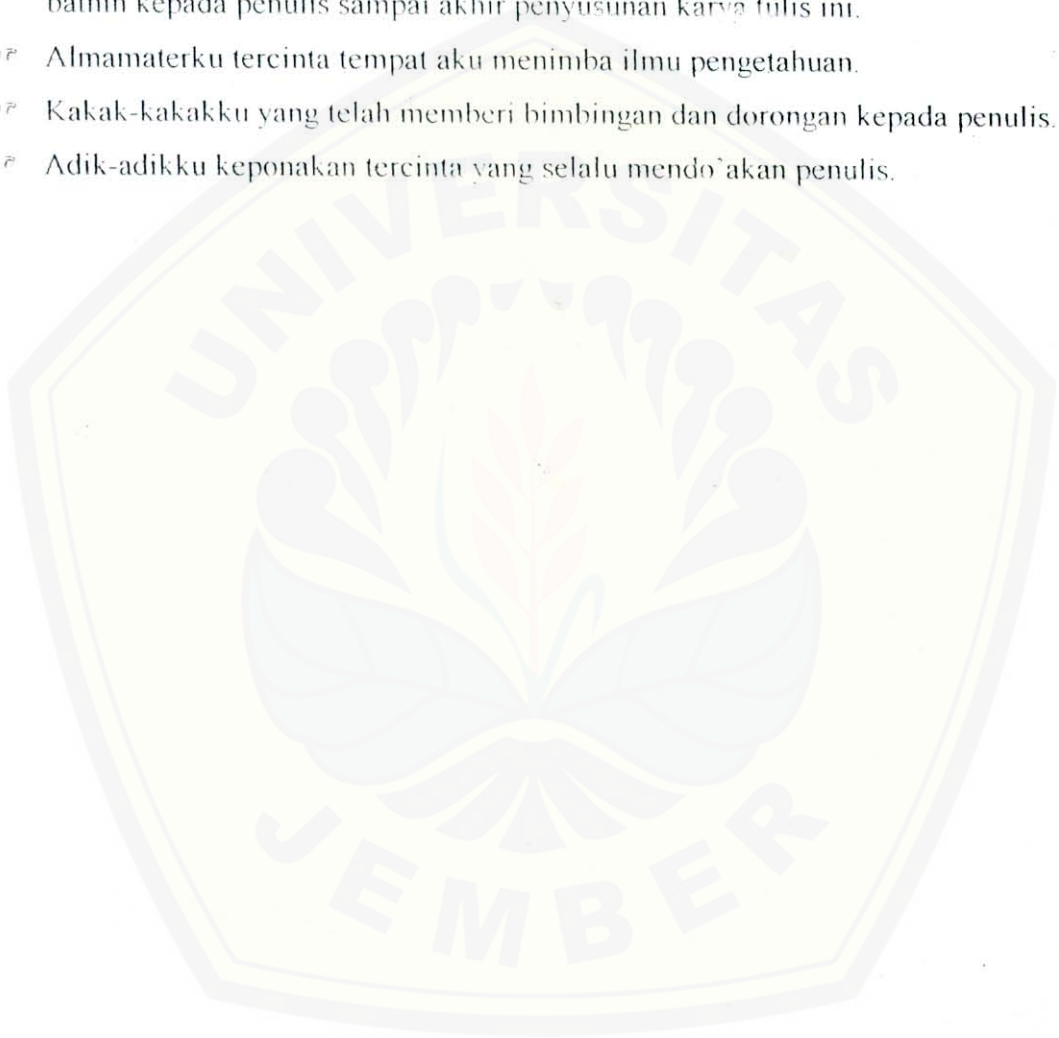 bathin kepada penulis sampai akhir penyusunan karya tulis ini.
Almamaterku tercinta tempat aku menimba ilmu pengetahuan.
Kakak-kakakku yang telah memberi bimbingan dan dorongan kepada penulis.
Adik-adikku keponakan tercinta yang selalu mendo`akan penulis.
UNIVERSITAS
JEMBER